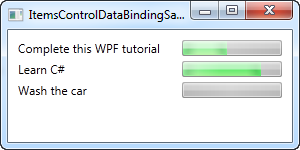 ItemsControlDataBindingSa...
Complete this WPF tutorial
Learn C#
Wash the car